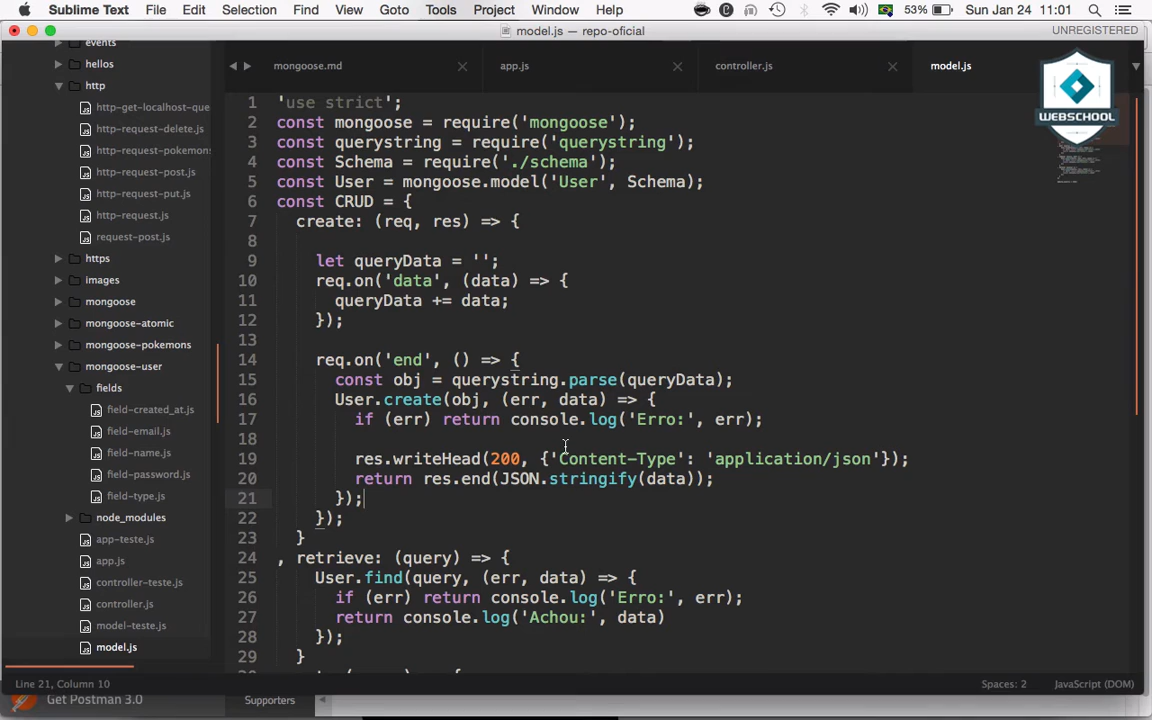 Sublime Text File Edit Selection Find View Goto Tools Project Window Help 53% Sun Jan 24 11:01
model.js — repo-oficial UNREGISTERED
mongoose.md app.js controller.js model.js
WEBSCHOOL
events
hellos
http
http-get-localhost-que
http-request-delete.js
http-request-pokemons
http-request-post.js
http-request-put.js
http-request.js
request-post.js
https
images
mongoose
mongoose-atomic
mongoose-pokemons
mongoose-user
fields
field-created_at.js
field-email.js
field-name.js
field-password.js
field-type.js
node_modules
app-teste.js
app.js
controller-teste.js
controller.js
model-teste.js
model.js
1 'use strict';
2 const mongoose = require('mongoose');
3 const querystring = require('querystring');
4 const Schema = require('./schema');
5 const User = mongoose.model('User', Schema);
6 const CRUD = {
7 create: (req, res) => {
8
9 let queryData = '';
10 req.on('data', (data) => {
11 queryData += data;
12 });
13
14 req.on('end', () => {
15 const obj = querystring.parse(queryData);
16 User.create(obj, (err, data) => {
17 if (err) return console.log('Erro:', err);
18
19 res.writeHead(200, {'Content-Type': 'application/json'});
20 return res.end(JSON.stringify(data));
21 });
22 });
23 }
24 , retrieve: (query) => {
25 User.find(query, (err, data) => {
26 if (err) return console.log('Erro:', err);
27 return console.log('Achou:', data)
28 });
29 }
Line 21, Column 10 Spaces: 2 JavaScript (DOM)
Get Postman 3.0 Supporters